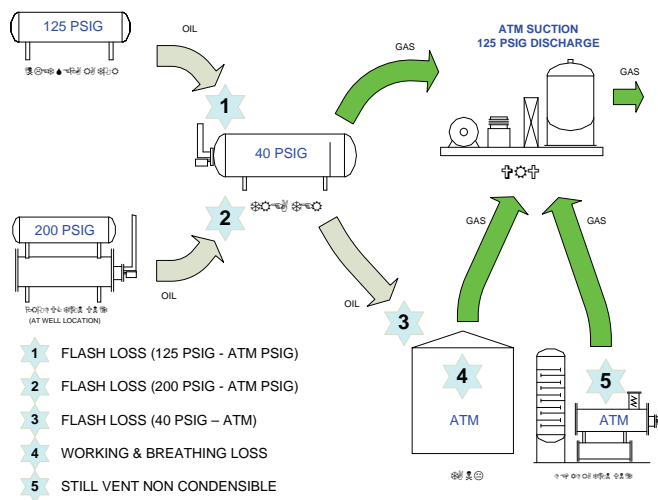 125 PSIG
OIL
ATM SUCTION
125 PSIG DISCHARGE
GAS
GAS
1
40 PSIG
2
200 PSIG
(AT WELL LOCATION)
OIL
OIL
GAS
GAS
3
4
ATM
5
ATM
1 FLASH LOSS (125 PSIG - ATM PSIG)
2 FLASH LOSS (200 PSIG - ATM PSIG)
3 FLASH LOSS (40 PSIG – ATM)
4 WORKING & BREATHING LOSS
5 STILL VENT NON CONDENSIBLE